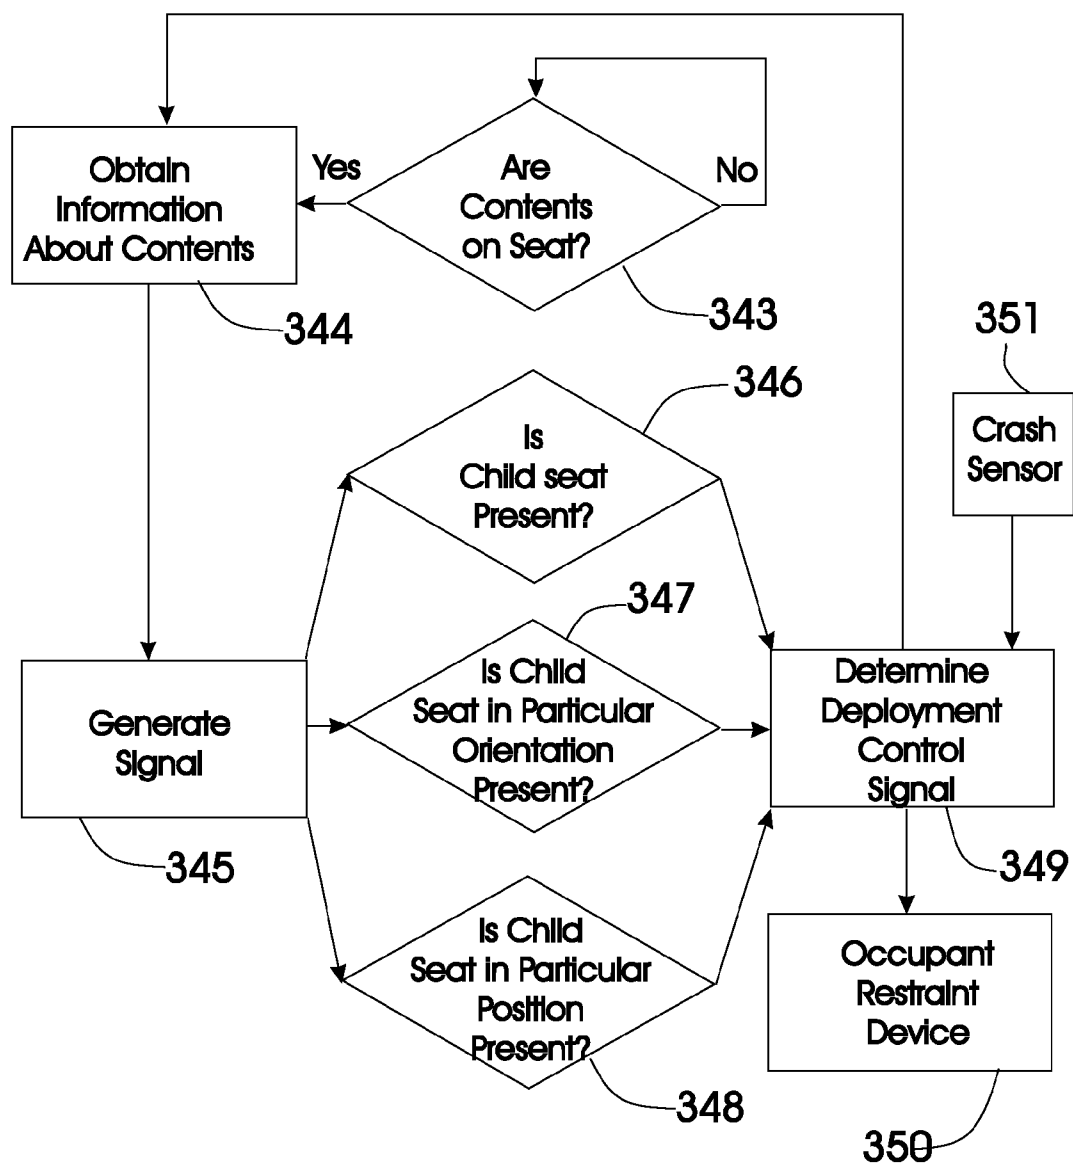 Obtain
Information
About Contents
Yes
Are
Contents
on Seat?
No
344
343
351
Crash
Sensor
346
Is
Child seat
Present?
347
Is Child
Seat in Particular
Orientation
Present?
Generate
Signal
345
Determine
Deployment
Control
Signal
349
Is Child
Seat in Particular
Position
Present?
348
Occupant
Restraint
Device
350